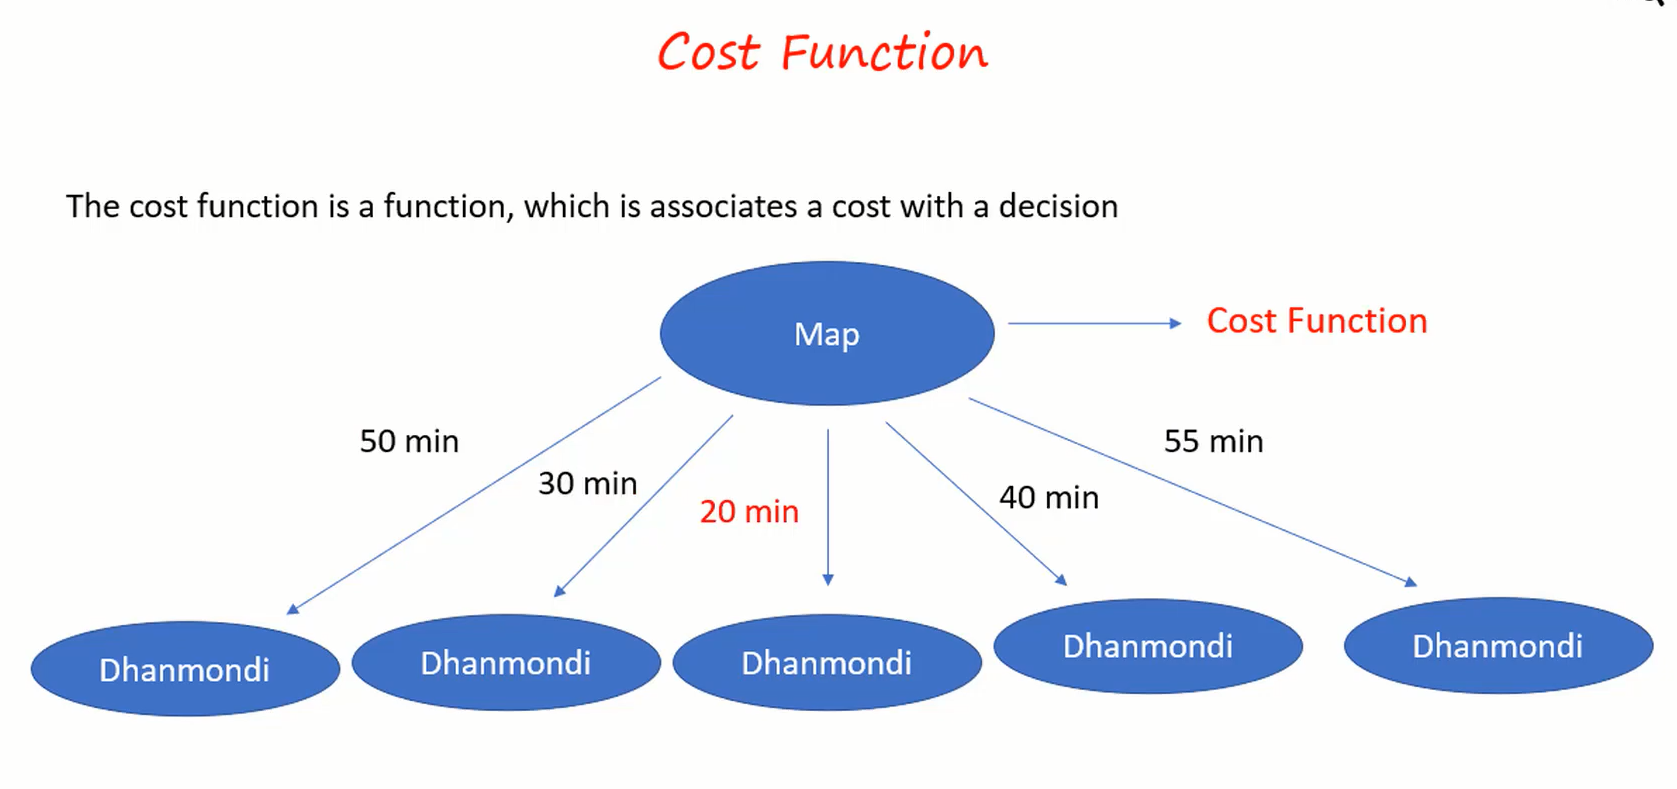 Cost Function
The cost function is a function, which is associates a cost with a decision
Map
Cost Function
50 min
30 min
20 min
40 min
55 min
Dhanmondi
Dhanmondi
Dhanmondi
Dhanmondi
Dhanmondi